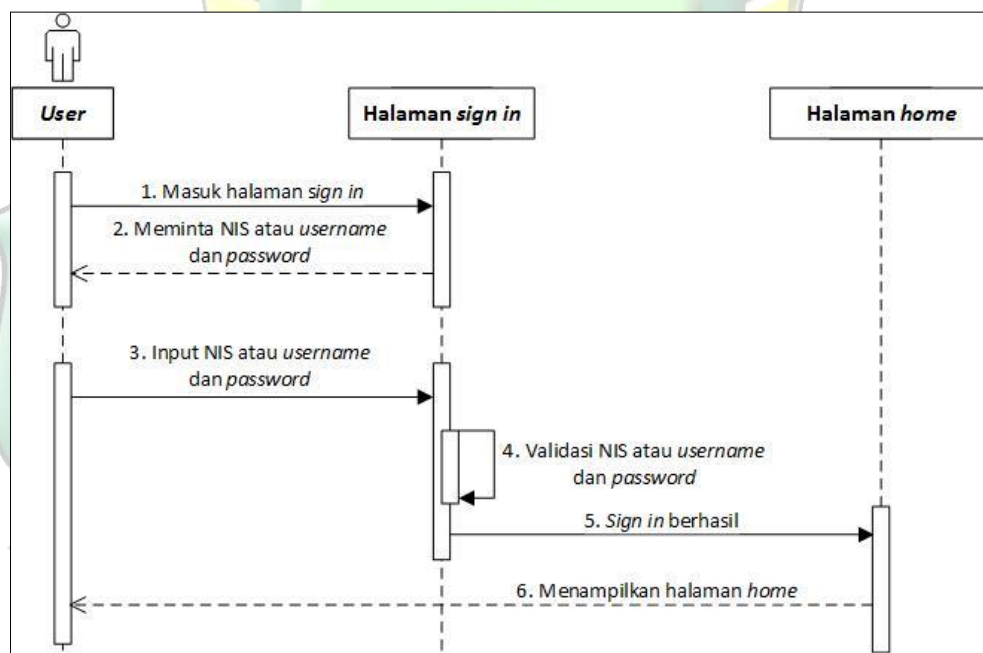 User
Halaman sign in
Halaman home
1. Masuk halaman sign in
2. Meminta NIS atau username
dan password
3. Input NIS atau username
dan password
4. Validasi NIS atau username
dan password
5. Sign in berhasil
6. Menampilkan halaman home